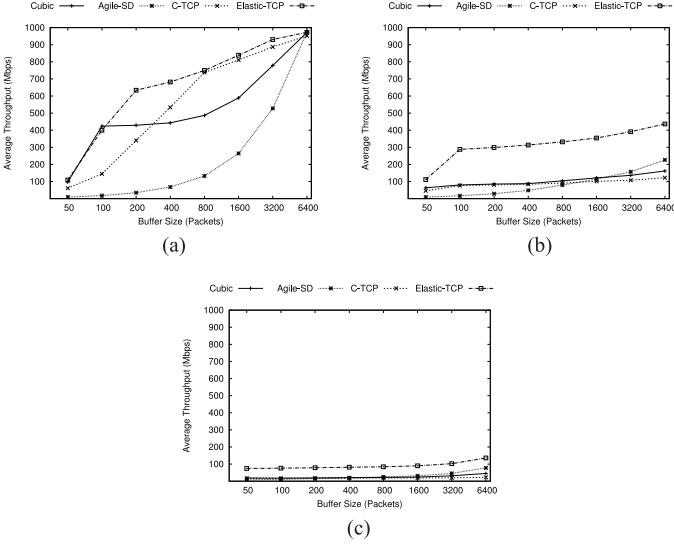 Cubic Agile-SD C-TCP Elastic-TCP
1000
900
800
700
600
500
400
300
200
100
Average Throughput (Mbps)
50 100 200 400 800 1600 3200 6400
Buffer Size (Packets)
(a)
Cubic Agile-SD C-TCP Elastic-TCP
1000
900
800
700
600
500
400
300
200
100
Average Throughput (Mbps)
50 100 200 400 800 1600 3200 6400
Buffer Size (Packets)
(b)
Cubic Agile-SD C-TCP Elastic-TCP
1000
900
800
700
600
500
400
300
200
100
Average Throughput (Mbps)
50 100 200 400 800 1600 3200 6400
Buffer Size (Packets)
(c)